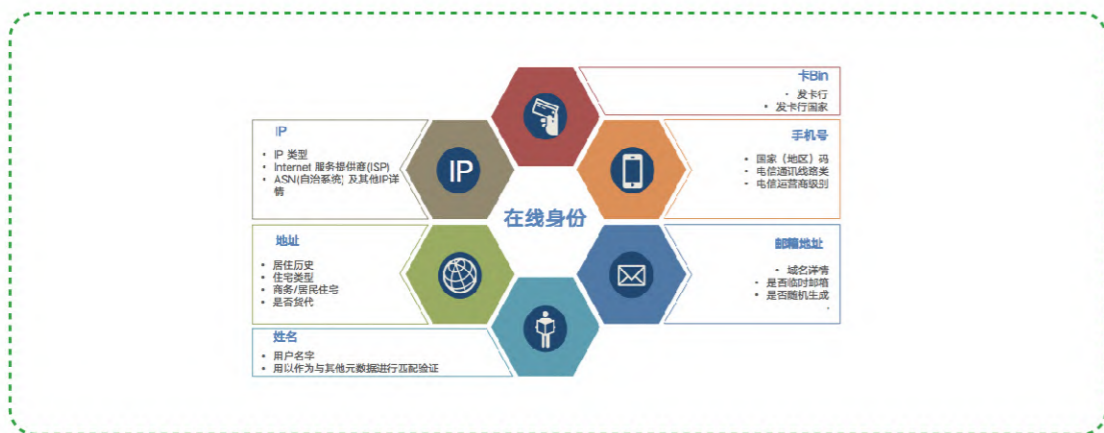 卡Bin
· 发卡行
· 发卡行国家
IP
· IP 类型
· Internet 服务提供商(ISP)
· ASN(自治系统) 及其他IP详
情
IP
手机号
· 国家（地区）码
· 电信通讯线路类
· 电信运营商级别
在线身份
地址
· 居住历史
· 住宅类型
· 商务/居民住宅
· 是否货代
邮箱地址
· 域名详情
· 是否临时邮箱
· 是否随机生成
姓名
· 用户名字
· 用以作为与其他元数据进行匹配验证